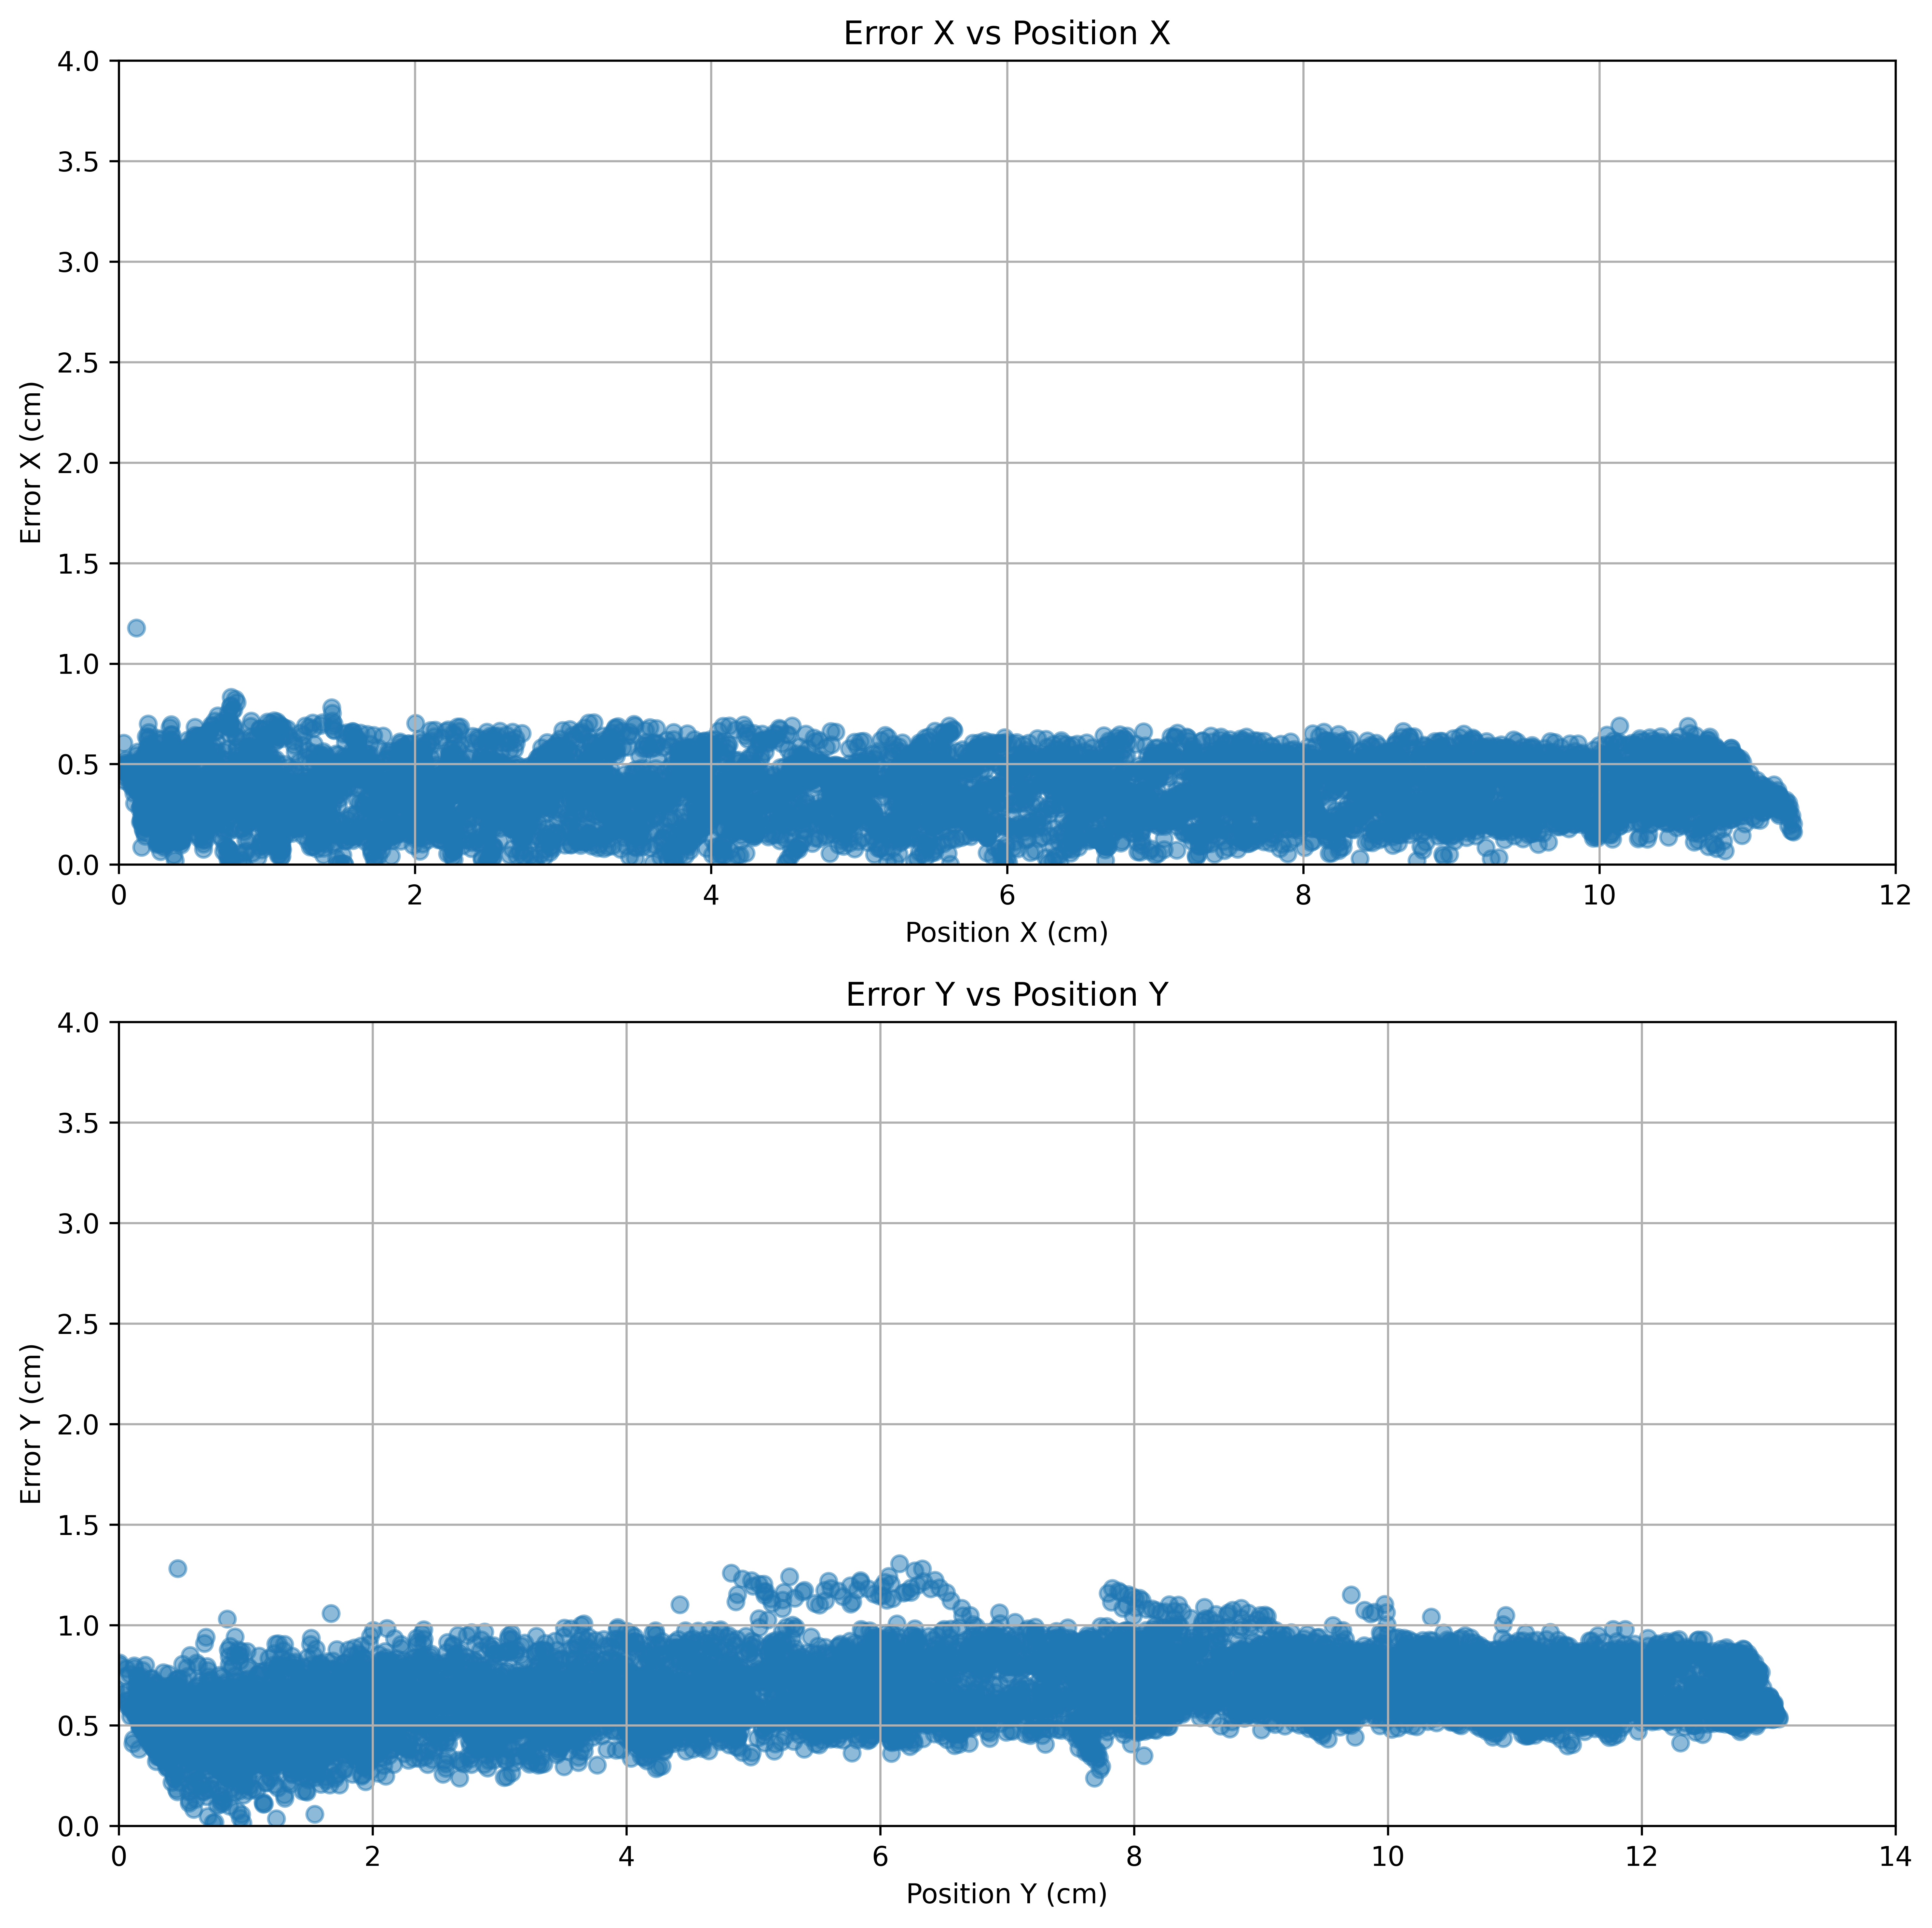 Error X vs Position X
4.0
3.5
3.0
2.5
2.0
1.5
1.0
0.5
0.0
Error X (cm)
0 2 4 6 8 10 12
Position X (cm)
Error Y vs Position Y
4.0
3.5
3.0
2.5
2.0
1.5
1.0
0.5
0.0
Error Y (cm)
0 2 4 6 8 10 12 14
Position Y (cm)